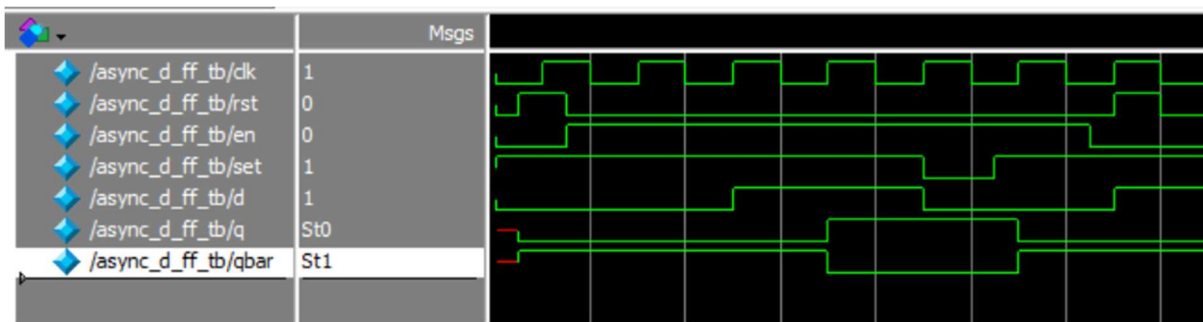 Msgs
/async_d_ff_tb/clk 1
/async_d_ff_tb/rst 0
/async_d_ff_tb/en 0
/async_d_ff_tb/set 1
/async_d_ff_tb/d 1
/async_d_ff_tb/q St0
/async_d_ff_tb/qbar St1